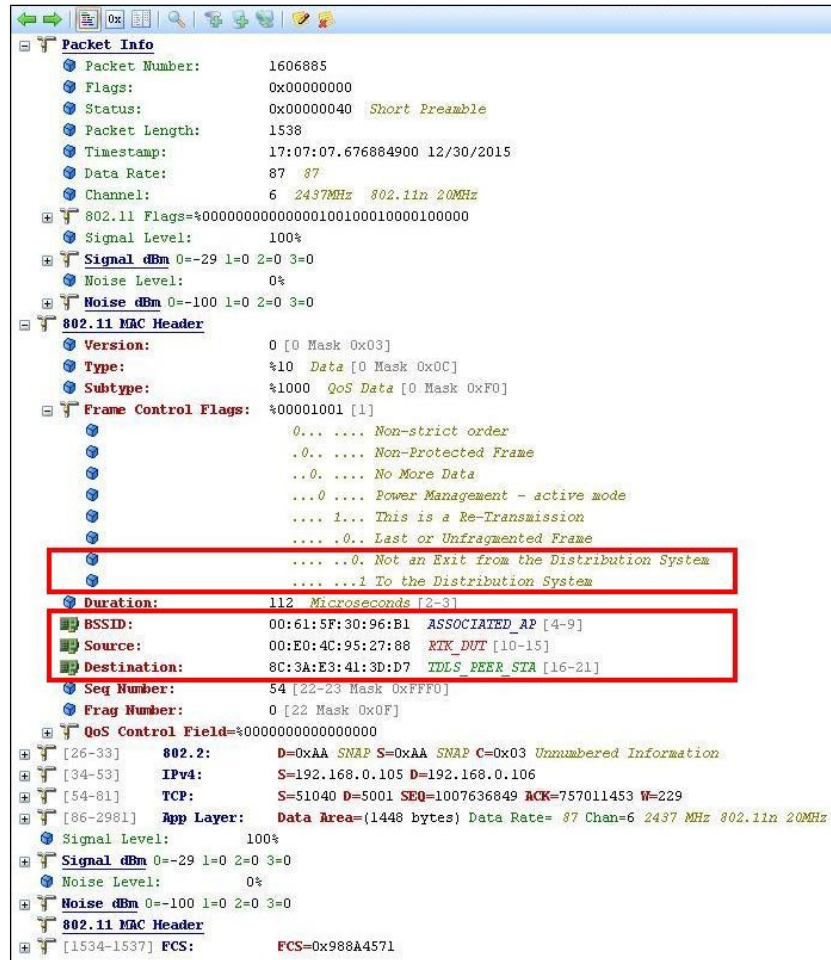 Packet Info
Packet Number: 1606885
Flags: 0x00000000
Status: 0x00000040 Short Preamble
Packet Length: 1538
Timestamp: 17:07:07.676884900 12/30/2015
Data Rate: 87 87
Channel: 6 2437MHz 802.11n 20MHz
802.11 Flags=%00000000000000100100010000100000
Signal Level: 100%
Signal dBm 0=-29 1=0 2=0 3=0
Noise Level: 0%
Noise dBm 0=-100 1=0 2=0 3=0
802.11 MAC Header
Version: 0 [0 Mask 0x03]
Type: %10 Data [0 Mask 0x0C]
Subtype: %1000 QoS Data [0 Mask 0xF0]
Frame Control Flags: %00001001 [1]
0... .... Non-strict order
.0.. .... Non-Protected Frame
..0. .... No More Data
...0 .... Power Management - active mode
.... 1... This is a Re-Transmission
.... .0.. Last or Unfragmented Frame
.... ..0. Not an Exit from the Distribution System
.... ...1 To the Distribution System
Duration: 112 Microseconds [2-3]
BSSID: 00:61:5F:30:96:B1 ASSOCIATED_AP [4-9]
Source: 00:E0:4C:95:27:88 RTK_DUT [10-15]
Destination: 8C:3A:E3:41:3D:D7 TDLS_PEER_STA [16-21]
Seq Number: 54 [22-23 Mask 0xFFF0]
Frag Number: 0 [22 Mask 0x0F]
QoS Control Field=%0000000000000000
[26-33] 802.2: D=0xAA SNAP S=0xAA SNAP C=0x03 Unnumbered Information
[34-53] IPv4: S=192.168.0.105 D=192.168.0.106
[54-81] TCP: S=51040 D=5001 SEQ=1007636849 ACK=757011453 W=229
[86-2981] App Layer: Data Area=(1448 bytes) Data Rate= 87 Chan=6 2437 MHz 802.11n 20MHz
Signal Level: 100%
Signal dBm 0=-29 1=0 2=0 3=0
Noise Level: 0%
Noise dBm 0=-100 1=0 2=0 3=0
802.11 MAC Header
[1534-1537] FCS: FCS=0x988A4571